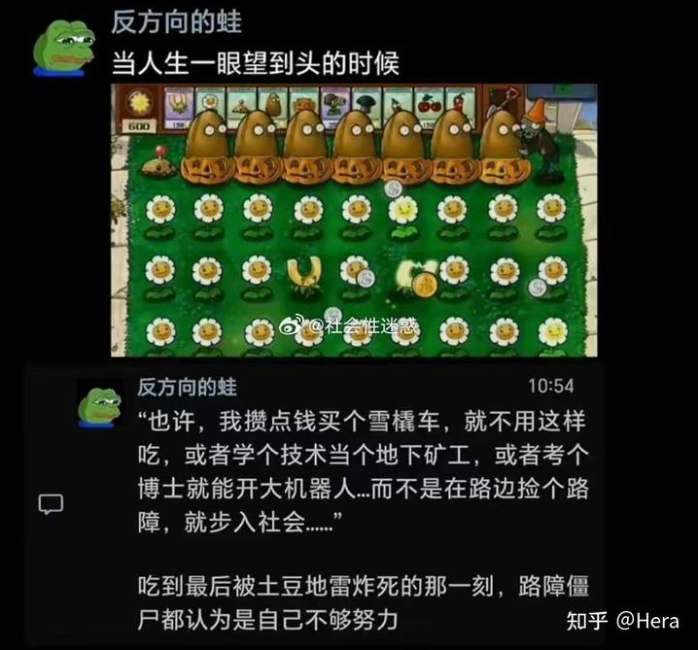 反方向的蛙
当人生一眼望到头的时候
600
@社会性迷惑
反方向的蛙
10:54
“也许，我攒点钱买个雪橇车，就不用这样
吃，或者学个技术当个地下矿工，或者考个
博士就能开大机器人…而不是在路边捡个路
障，就步入社会……”
吃到最后被土豆地雷炸死的那一刻，路障僵
尸都认为是自己不够努力
知乎 @Hera